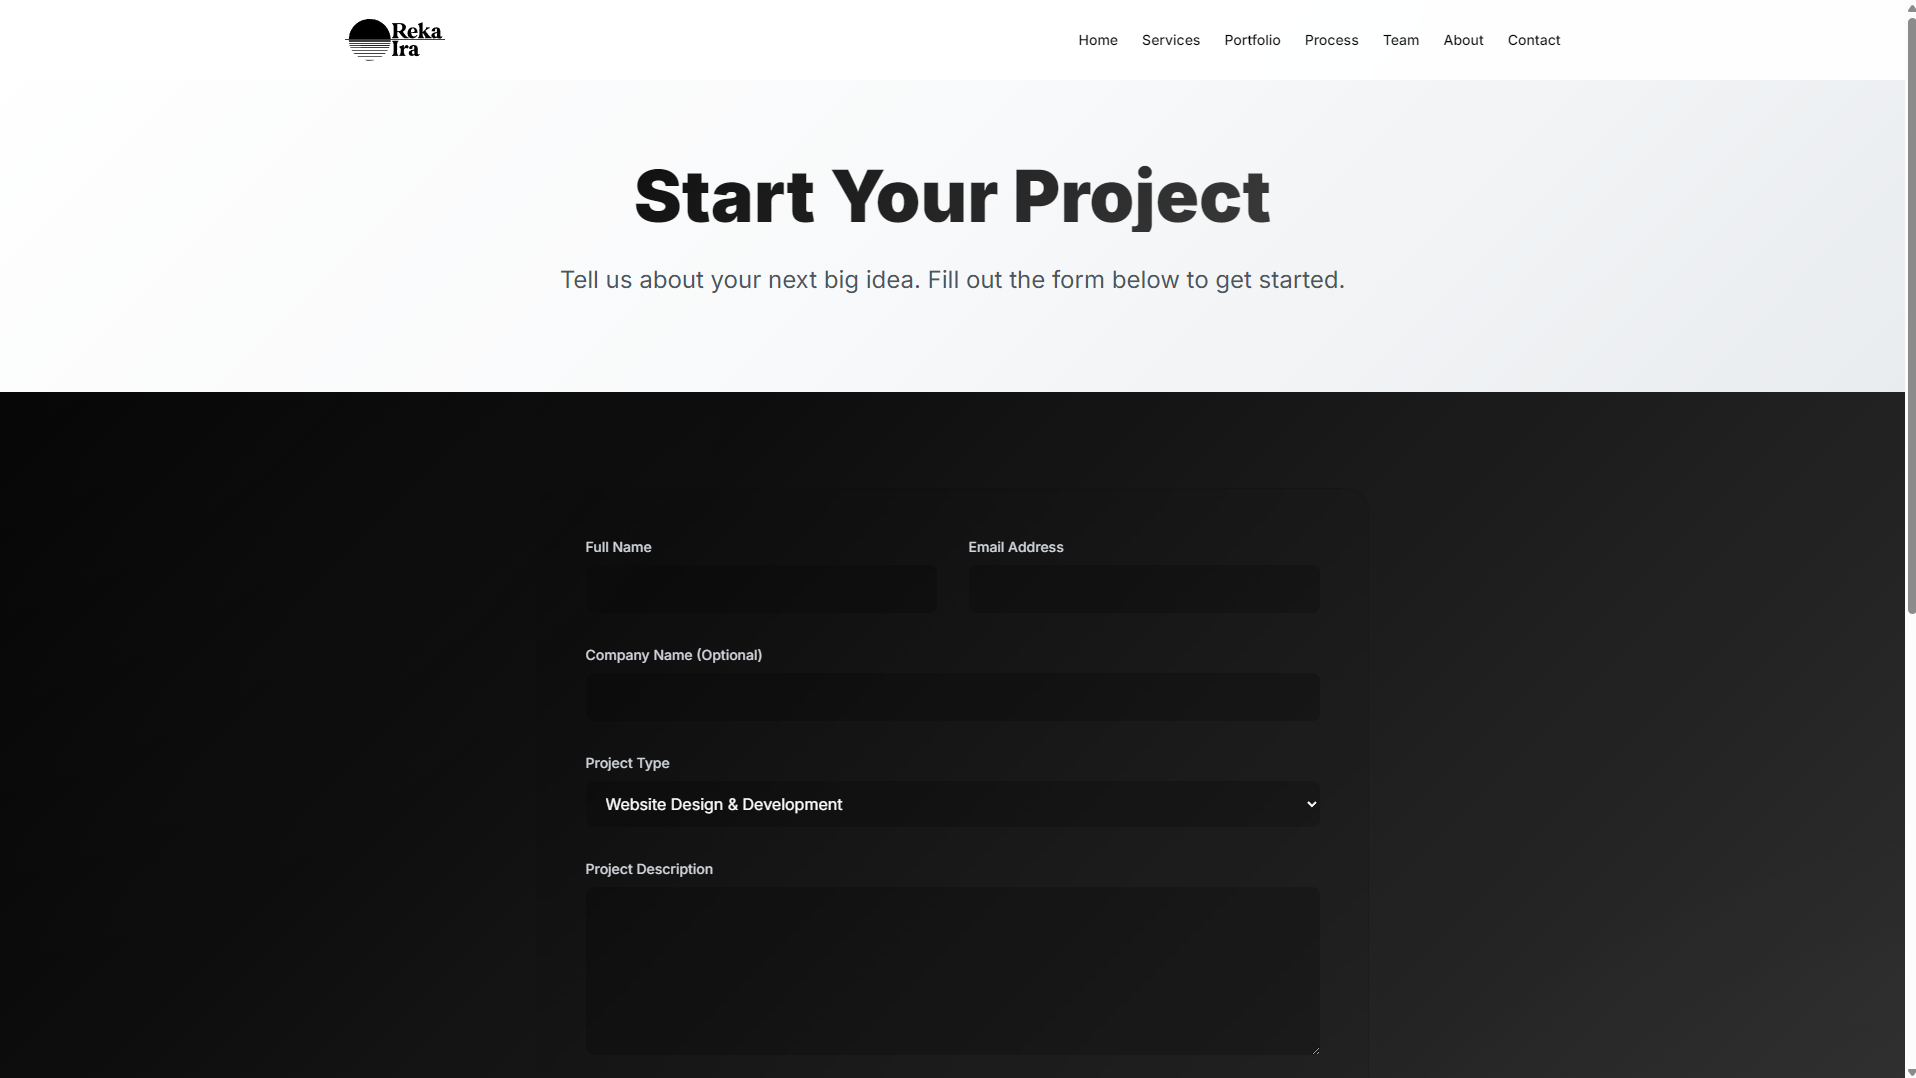 Reka
Ira
Home Services Portfolio Process Team About Contact
Start Your Project
Tell us about your next big idea. Fill out the form below to get started.
Full Name
Email Address
Company Name (Optional)
Project Type
Website Design & Development
Project Description